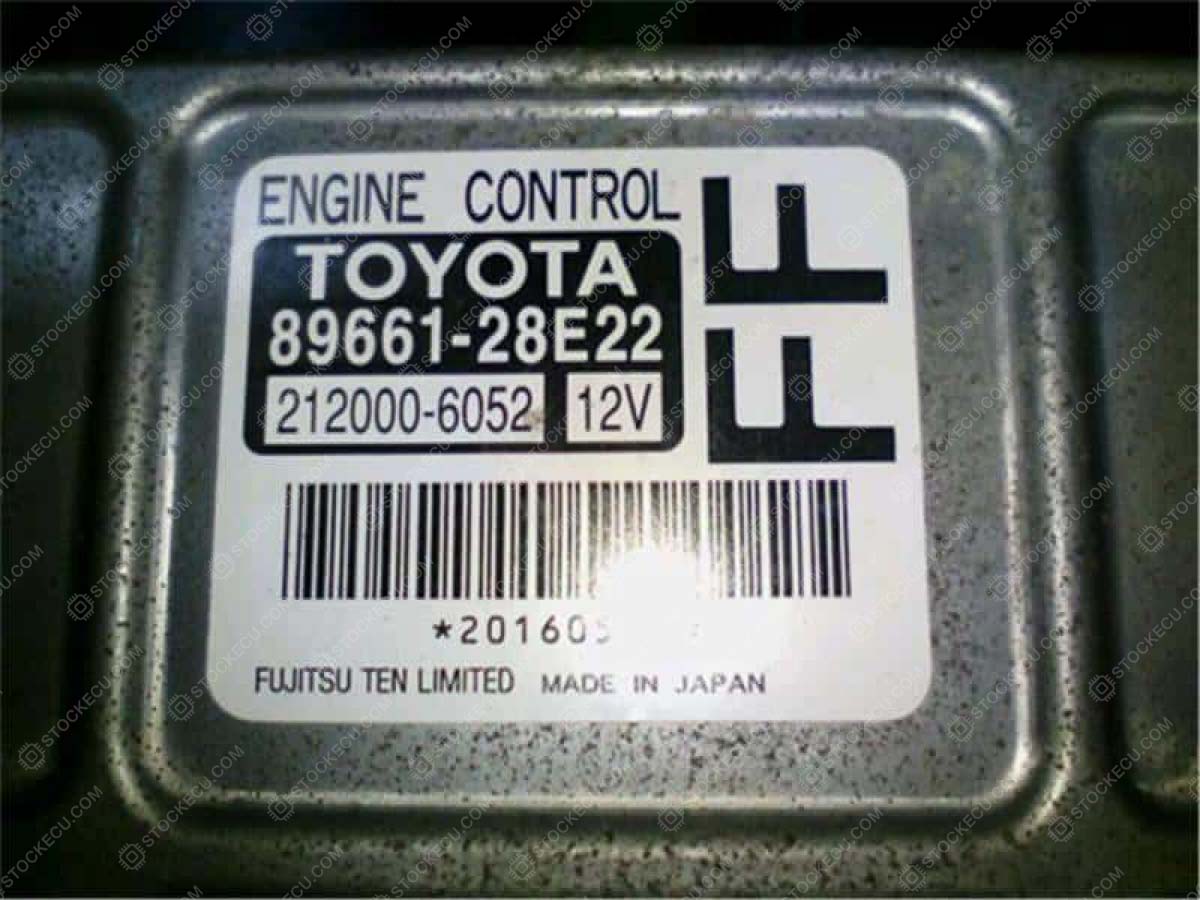 ENGINE CONTROL
FF
TOYOTA
89661-28E22
212000-6052 12V
*20160
FUJITSU TEN LIMITED MADE IN JAPAN
STOCKECU.COM